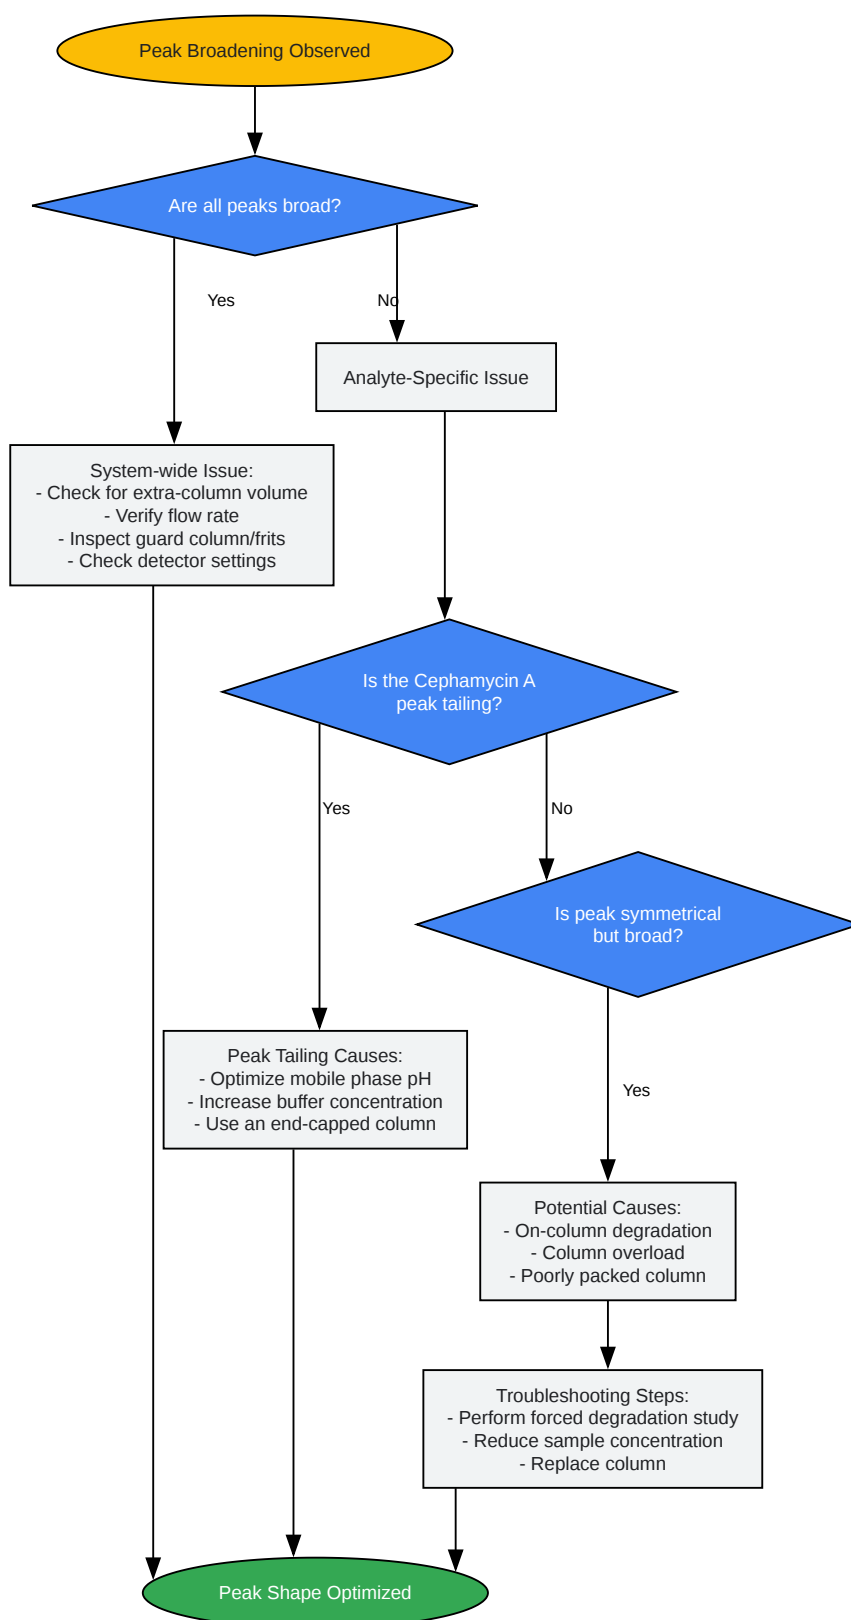 Peak Broadening Observed
Are all peaks broad?
Yes
No
Analyte-Specific Issue
System-wide Issue:
- Check for extra-column volume
- Verify flow rate
- Inspect guard column/frits
- Check detector settings
Is the Cephamycin A
peak tailing?
Yes
No
Is peak symmetrical
but broad?
Peak Tailing Causes:
- Optimize mobile phase pH
- Increase buffer concentration
- Use an end-capped column
Yes
Potential Causes:
- On-column degradation
- Column overload
- Poorly packed column
Troubleshooting Steps:
- Perform forced degradation study
- Reduce sample concentration
- Replace column
Peak Shape Optimized